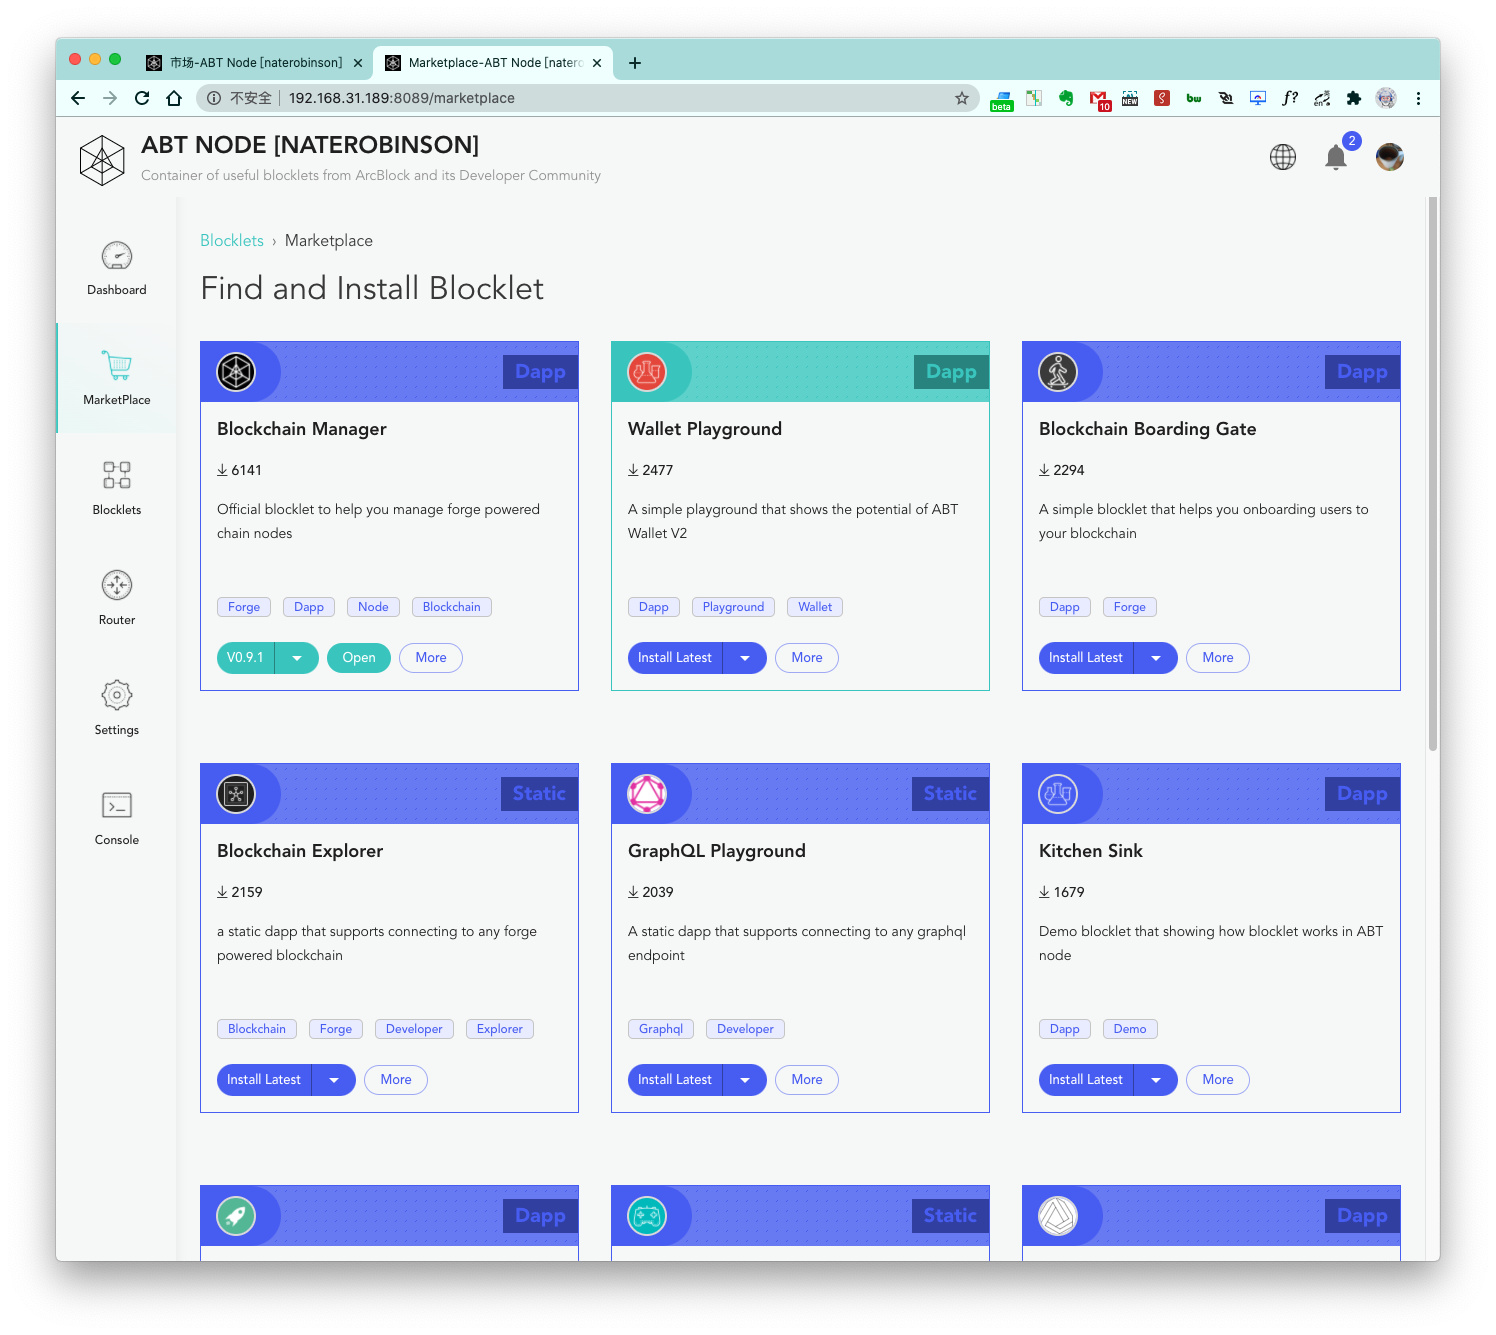 市场-ABT Node [naterobinson]
Marketplace-ABT Node [natero
不安全 192.168.31.189:8089/marketplace
beta
10
NEW
bw
f?
en
ABT NODE [NATEROBINSON]
Container of useful blocklets from ArcBlock and its Developer Community
2
Dashboard
MarketPlace
Blocklets
Router
Settings
Console
Blocklets › Marketplace
Find and Install Blocklet
Dapp
Blockchain Manager
6141
Official blocklet to help you manage forge powered
chain nodes
Forge Dapp Node Blockchain
V0.9.1 Open More
Dapp
Wallet Playground
2477
A simple playground that shows the potential of ABT
Wallet V2
Dapp Playground Wallet
Install Latest More
Dapp
Blockchain Boarding Gate
2294
A simple blocklet that helps you onboarding users to
your blockchain
Dapp Forge
Install Latest More
Static
Blockchain Explorer
2159
a static dapp that supports connecting to any forge
powered blockchain
Blockchain Forge Developer Explorer
Install Latest More
Static
GraphQL Playground
2039
A static dapp that supports connecting to any graphql
endpoint
Graphql Developer
Install Latest More
Dapp
Kitchen Sink
1679
Demo blocklet that showing how blocklet works in ABT
node
Dapp Demo
Install Latest More
Dapp
Static
Dapp